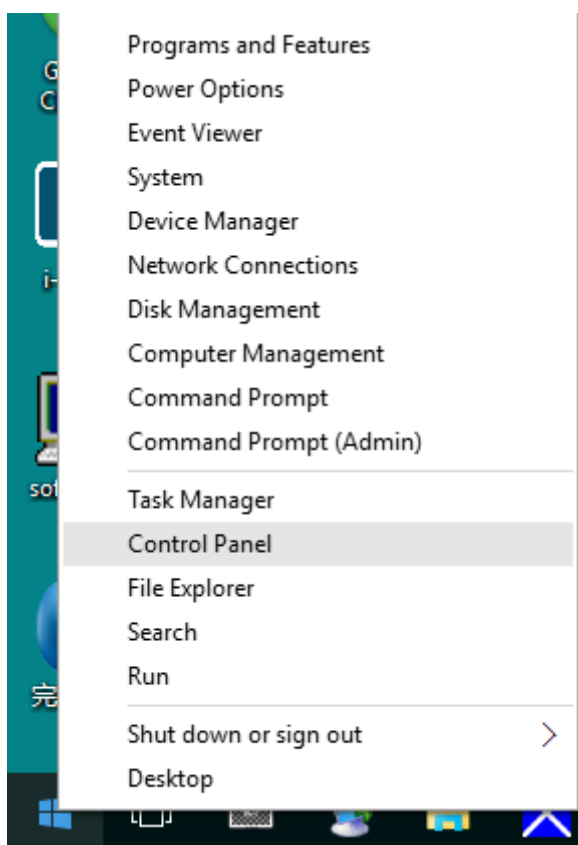 Programs and Features
Power Options
Event Viewer
System
Device Manager
Network Connections
Disk Management
Computer Management
Command Prompt
Command Prompt (Admin)
Task Manager
Control Panel
File Explorer
Search
Run
Shut down or sign out
Desktop
G
C
i-
完